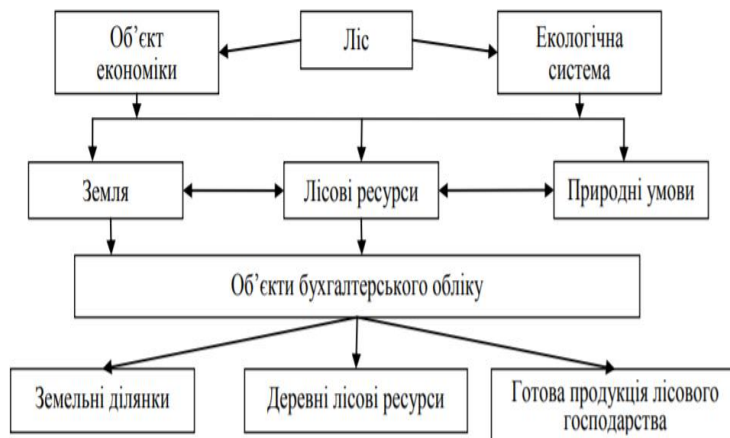 Об’єкт
економіки
Ліс
Екологічна
система
Земля
Лісові ресурси
Природні умови
Об’єкти бухгалтерського обліку
Земельні ділянки
Деревні лісові ресурси
Готова продукція лісового
господарства